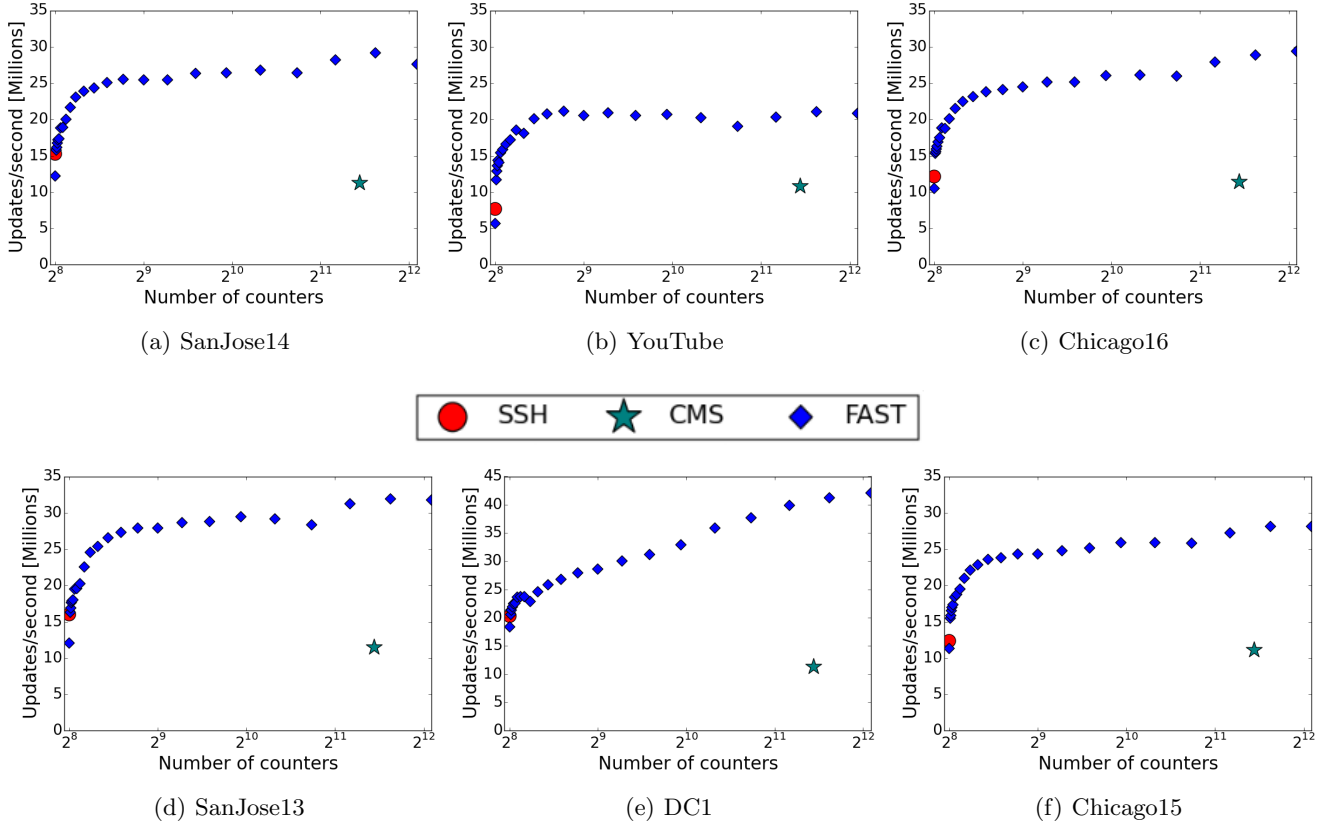 35
30
25
20
15
10
5
0
Updates/second [Millions]
2^8 2^9 2^10 2^11 2^12
Number of counters
(a) SanJose14
35
30
25
20
15
10
5
0
Updates/second [Millions]
2^8 2^9 2^10 2^11 2^12
Number of counters
(b) YouTube
35
30
25
20
15
10
5
0
Updates/second [Millions]
2^8 2^9 2^10 2^11 2^12
Number of counters
(c) Chicago16
SSH CMS FAST
35
30
25
20
15
10
5
0
Updates/second [Millions]
2^8 2^9 2^10 2^11 2^12
Number of counters
(d) SanJose13
45
40
35
30
25
20
15
10
5
0
Updates/second [Millions]
2^8 2^9 2^10 2^11 2^12
Number of counters
(e) DC1
35
30
25
20
15
10
5
0
Updates/second [Millions]
2^8 2^9 2^10 2^11 2^12
Number of counters
(f) Chicago15